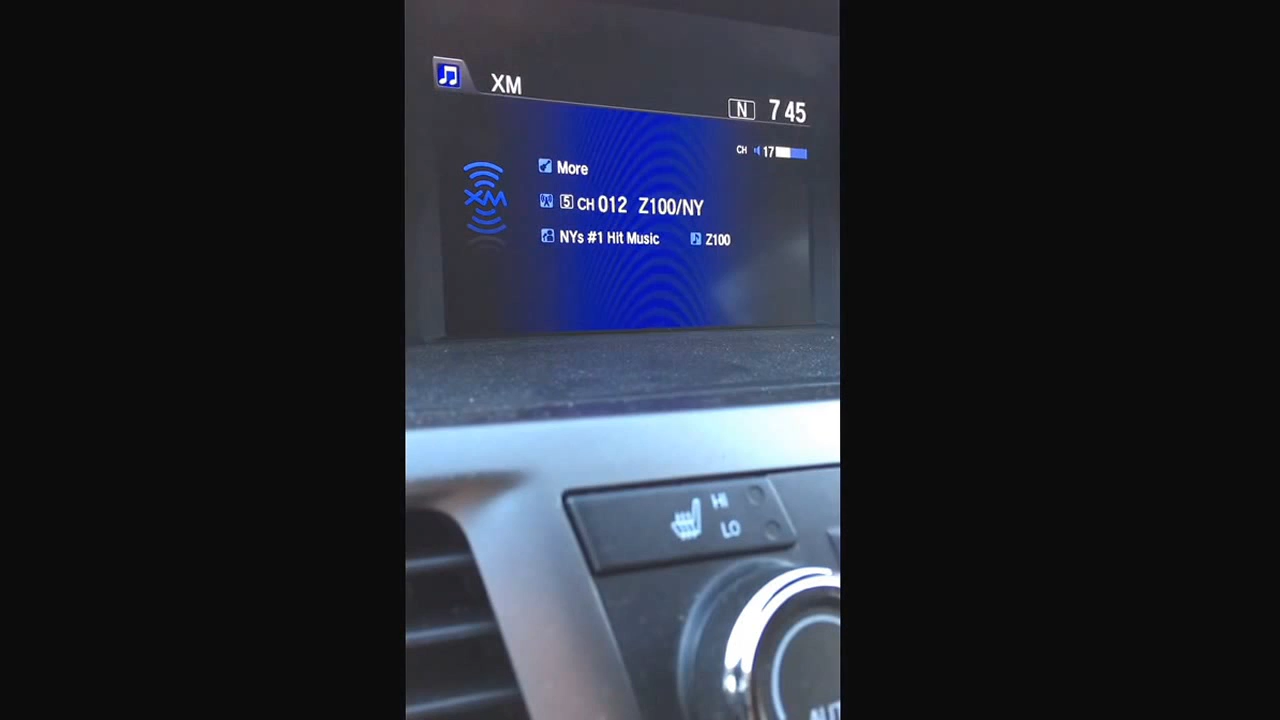 XM
N 7 45
CH 17
More
XM
5 CH 012 Z100/NY
NYs #1 Hit Music Z100
HI
LO